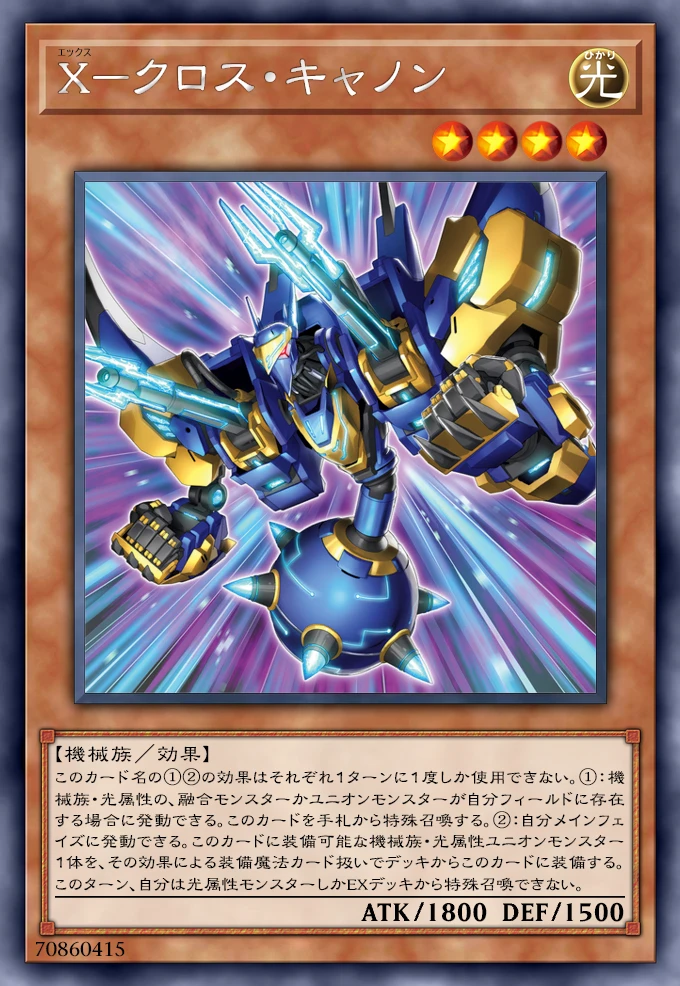 エックス
X－クロス・キャノン
ひかり
光
【機械族／効果】
このカード名の①②の効果はそれぞれ1ターンに1度しか使用できない。①：機
械族・光属性の、融合モンスターかユニオンモンスターが自分フィールドに存在
する場合に発動できる。このカードを手札から特殊召喚する。②：自分メインフェ
イズに発動できる。このカードに装備可能な機械族・光属性ユニオンモンスター
1体を、その効果による装備魔法カード扱いでデッキからこのカードに装備する。
このターン、自分は光属性モンスターしかEXデッキから特殊召喚できない。
ATK/1800 DEF/1500
70860415